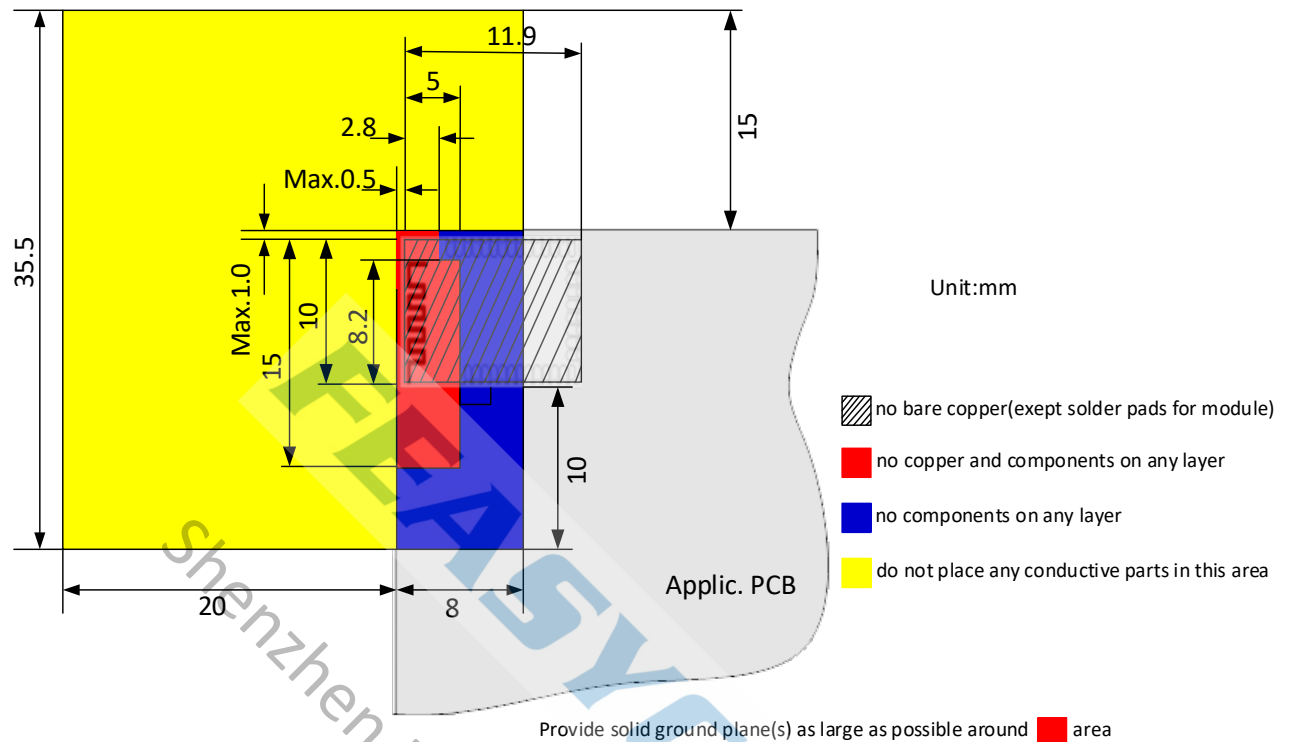 11.9
5
2.8
Max.0.5
15
35.5
Max.1.0
10
15
8.2
Unit:mm
no bare copper(exept solder pads for module)
no copper and components on any layer
10
no components on any layer
do not place any conductive parts in this area
Applic. PCB
20
8
FEASYC
Shenzhen
Provide solid ground plane(s) as large as possible around area